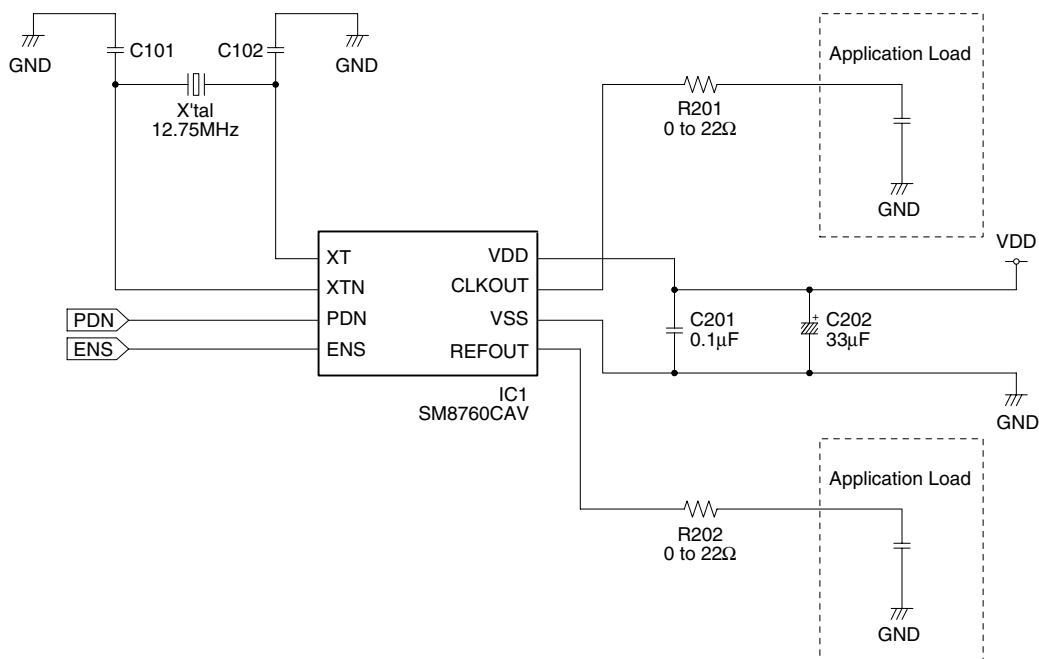 GND
C101
C102
GND
X'tal
12.75MHz
R201
0 to 22Ω
Application Load
GND
XT
XTN
PDN
ENS
VDD
CLKOUT
VSS
REFOUT
PDN
ENS
IC1
SM8760CAV
C201
0.1μF
+
C202
33μF
VDD
GND
R202
0 to 22Ω
Application Load
GND